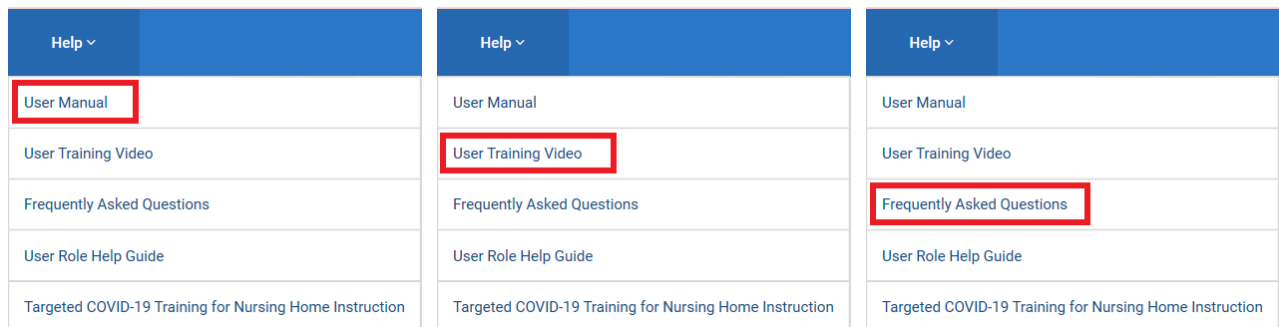 Help
User Manual
User Training Video
Frequently Asked Questions
User Role Help Guide
Targeted COVID-19 Training for Nursing Home Instruction
Help
User Manual
User Training Video
Frequently Asked Questions
User Role Help Guide
Targeted COVID-19 Training for Nursing Home Instruction
Help
User Manual
User Training Video
Frequently Asked Questions
User Role Help Guide
Targeted COVID-19 Training for Nursing Home Instruction